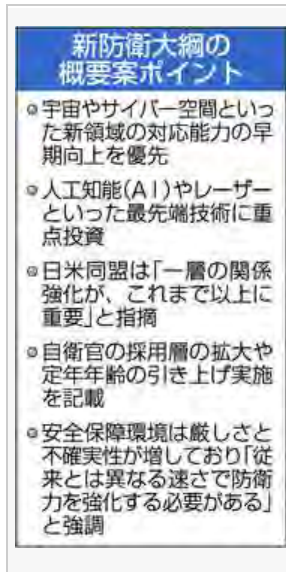 新防衛大綱の
概要案ポイント
◎宇宙やサイバー空間といっ
た新領域の対応能力の早
期向上を優先
◎人工知能(AI)やレーザー
といった最先端技術に重
点投資
◎日米同盟は「一層の関係
強化が、これまで以上に
重要」と指摘
◎自衛官の採用層の拡大や
定年年齢の引き上げ実施
を記載
◎安全保障環境は厳しさと
不確実性が増しており「従
来とは異なる速さで防衛
力を強化する必要がある」
と強調